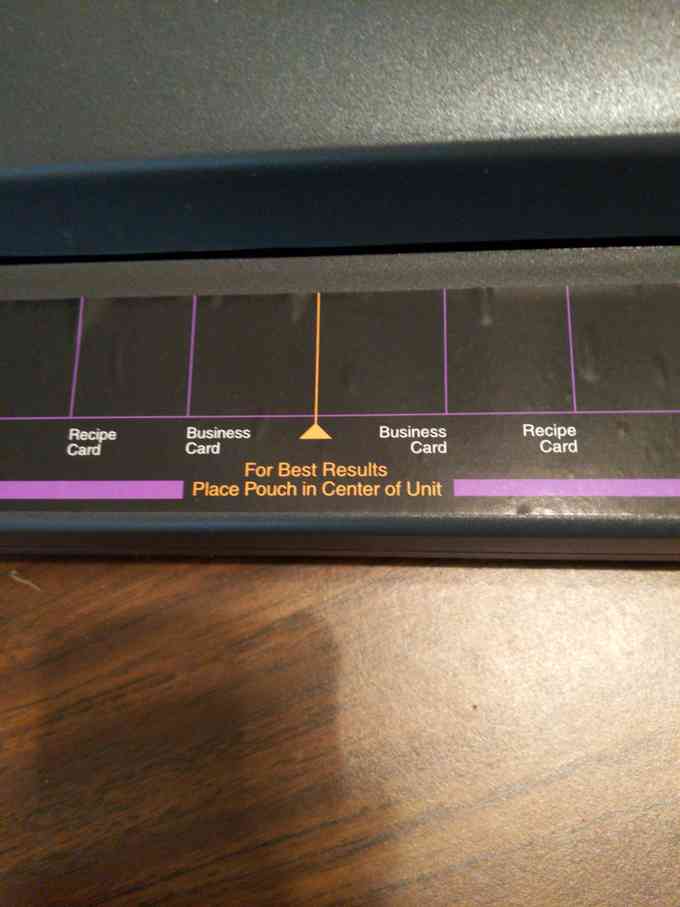 Recipe
Card
Business
Card
Business
Card
Recipe
Card
For Best Results
Place Pouch in Center of Unit